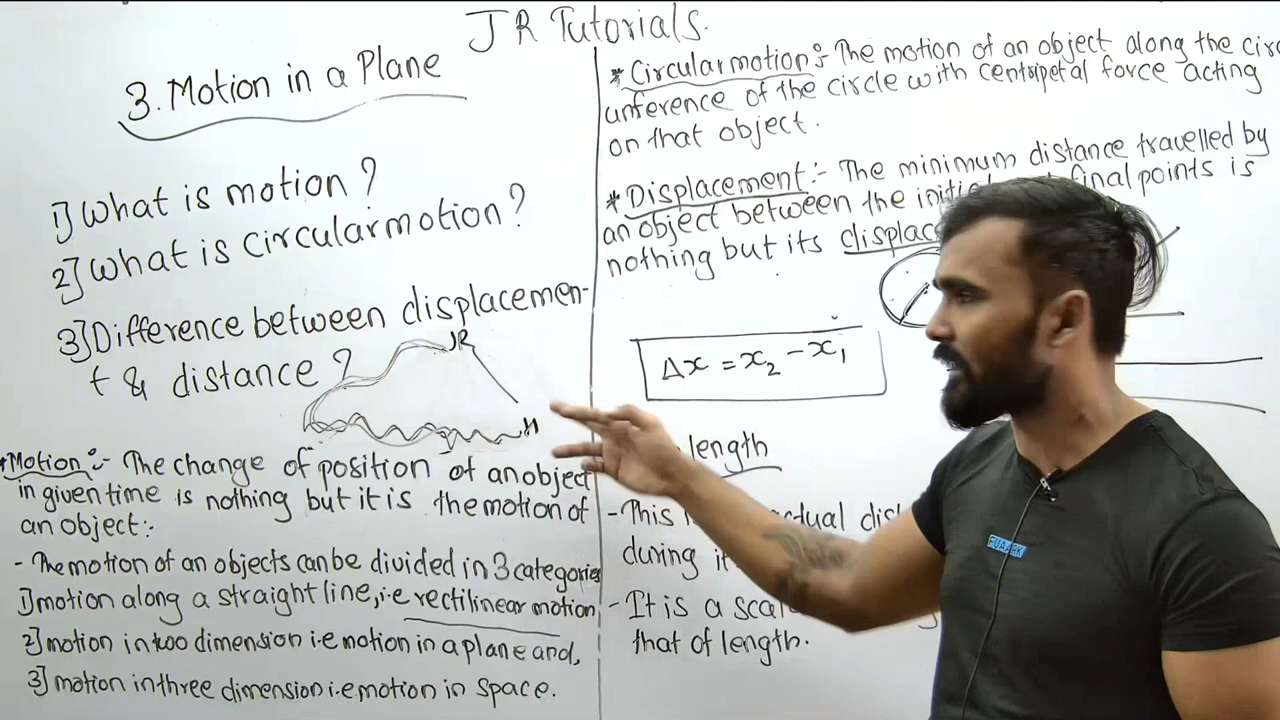 J R Tutorials.
3. Motion in a Plane
1] What is motion?
2] What is circular motion?
3] Difference between displacemen-
t & distance?
JR
H
*Motion :- The change of position of an object
in given time is nothing but it is the motion of
an object:-
- The motion of an objects can be divided in 3 categories
1) motion along a straight line, i.e rectilinear motion
2] motion in two dimension i.e motion in a plane and,
3] motion in three dimension i.e motion in space.
* Circular motion :- The motion of an object along the circ
umference of the circle with centripetal force acting
on that object.
* Displacement :- The minimum distance travelled by
an object between the final points is
nothing but its
Δx = x2 - x1
length
- This
during
- It is a
that of length.
FUAARK